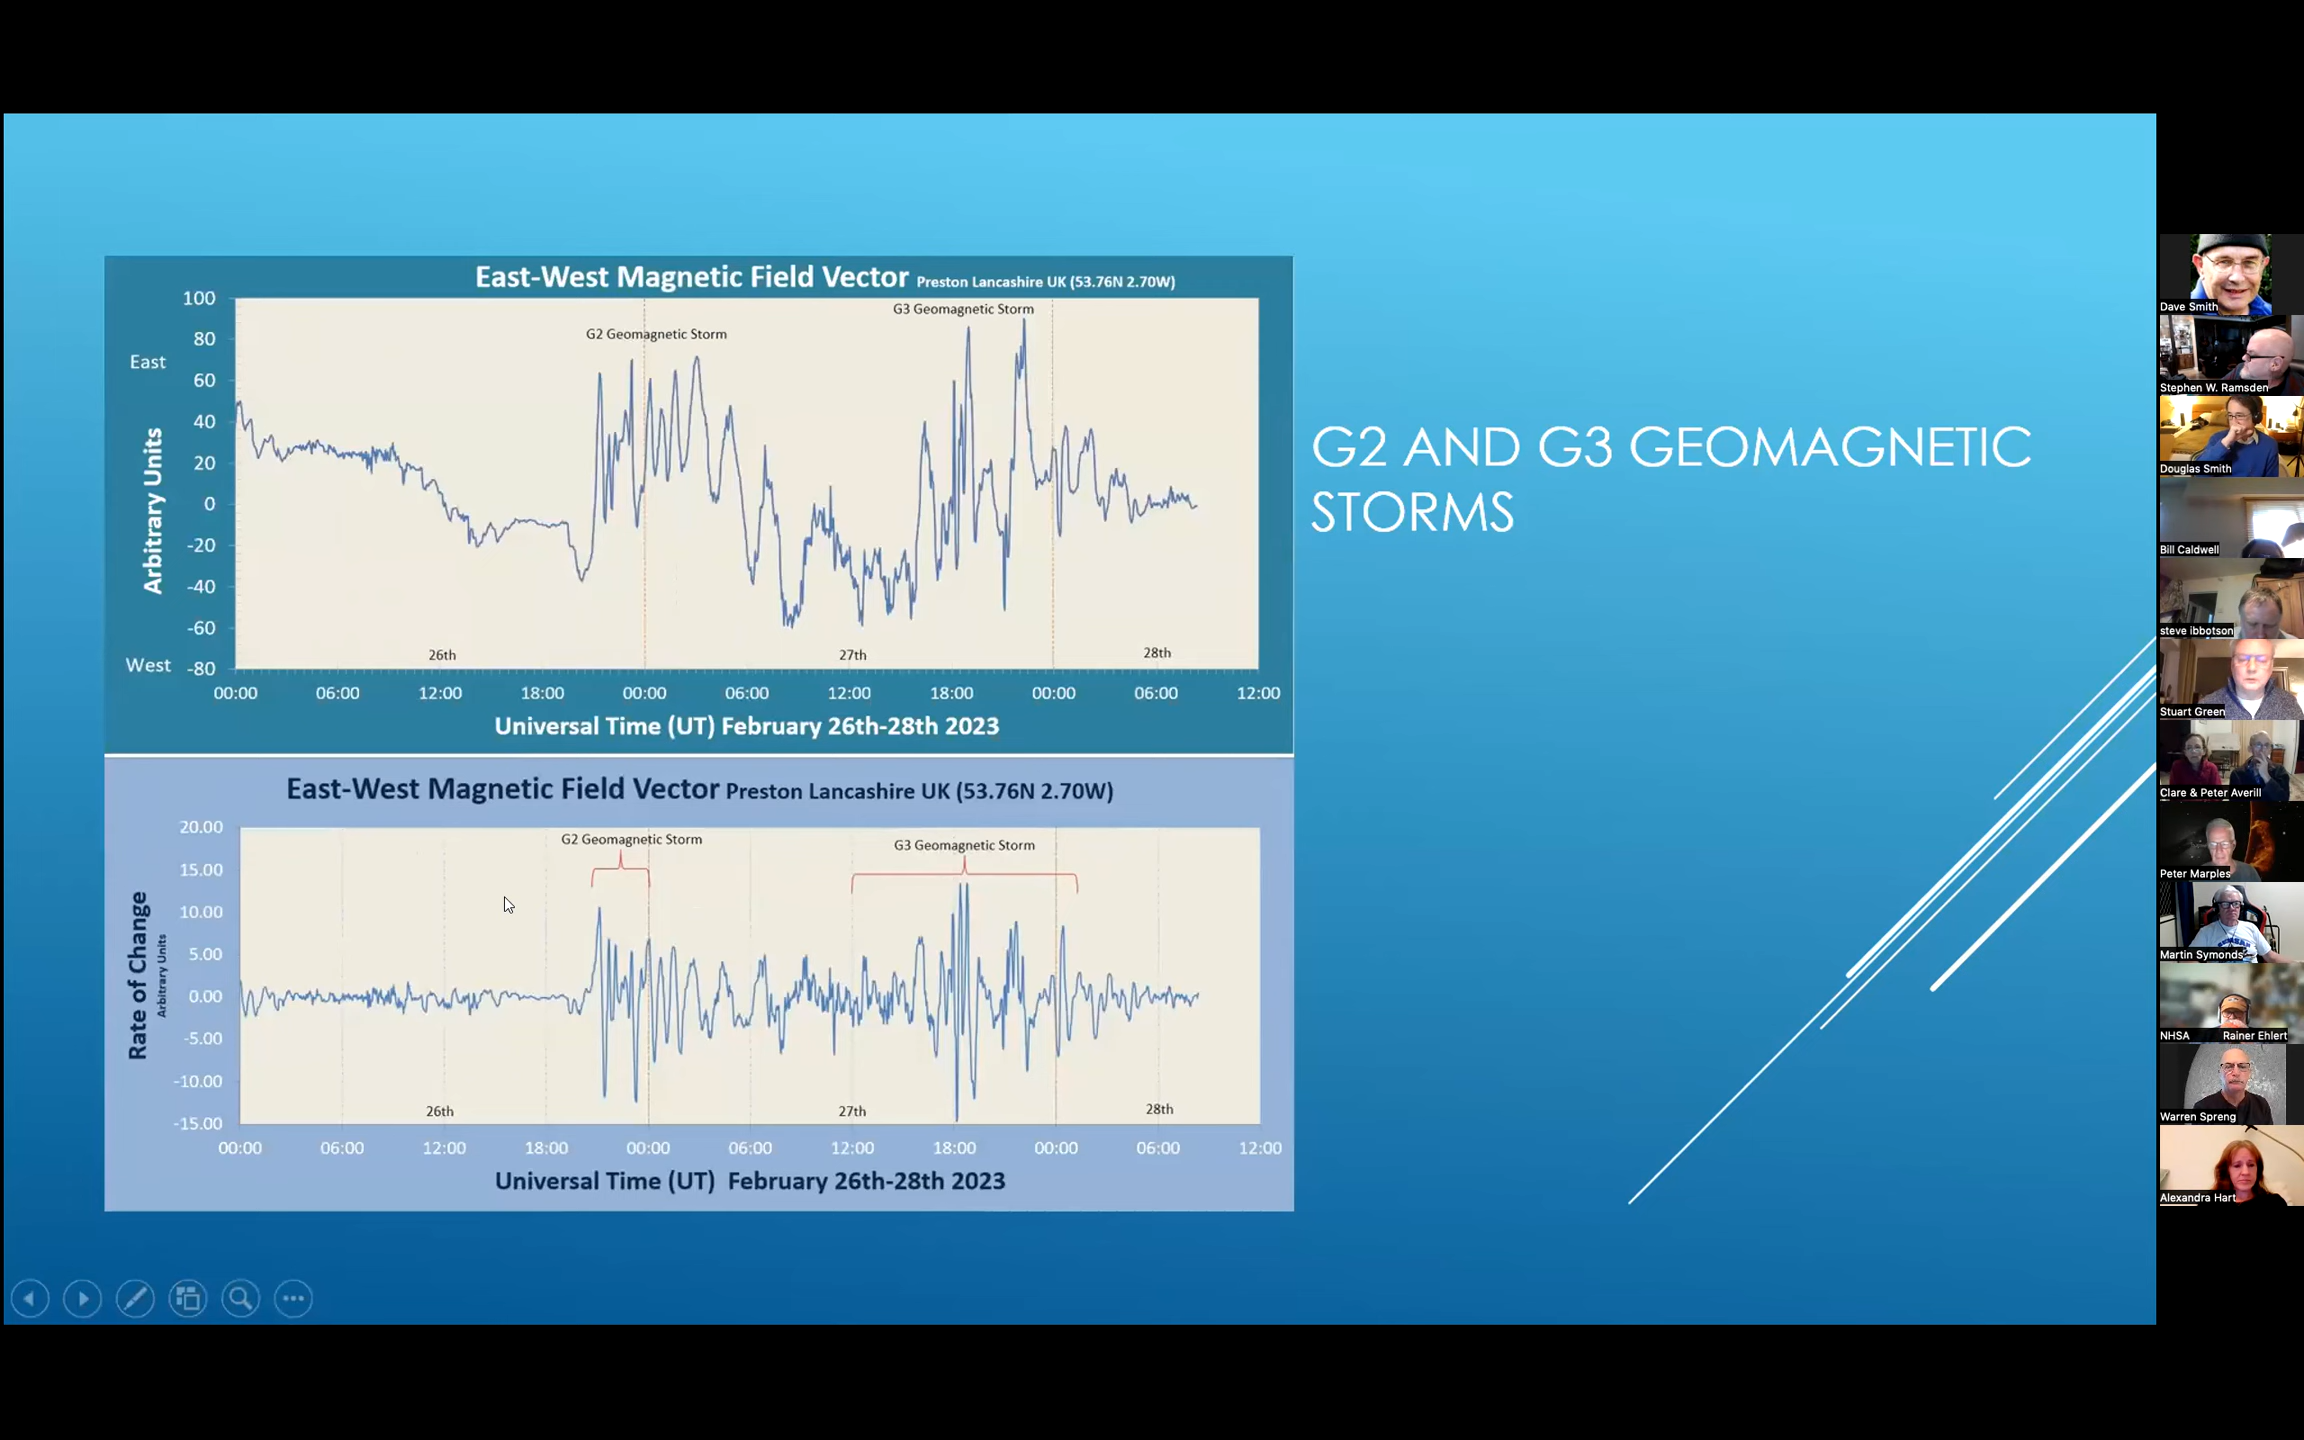 East-West Magnetic Field Vector Preston Lancashire UK (53.76N 2.70W)
100
80
60
40
20
0
-20
-40
-60
-80
East
West
Arbitrary Units
G2 Geomagnetic Storm
G3 Geomagnetic Storm
26th
27th
28th
00:00 06:00 12:00 18:00 00:00 06:00 12:00 18:00 00:00 06:00 12:00
Universal Time (UT) February 26th-28th 2023
East-West Magnetic Field Vector Preston Lancashire UK (53.76N 2.70W)
20.00
15.00
10.00
5.00
0.00
-5.00
-10.00
-15.00
Rate of Change
Arbitrary Units
G2 Geomagnetic Storm
G3 Geomagnetic Storm
26th
27th
28th
00:00 06:00 12:00 18:00 00:00 06:00 12:00 18:00 00:00 06:00 12:00
Universal Time (UT) February 26th-28th 2023
G2 AND G3 GEOMAGNETIC
STORMS
Dave Smith
Stephen W. Ramsden
Douglas Smith
Bill Caldwell
steve ibbotson
Stuart Green
Clare & Peter Averill
Peter Marples
Martin Symonds
NHSA Rainer Ehlert
Warren Spreng
Alexandra Hart